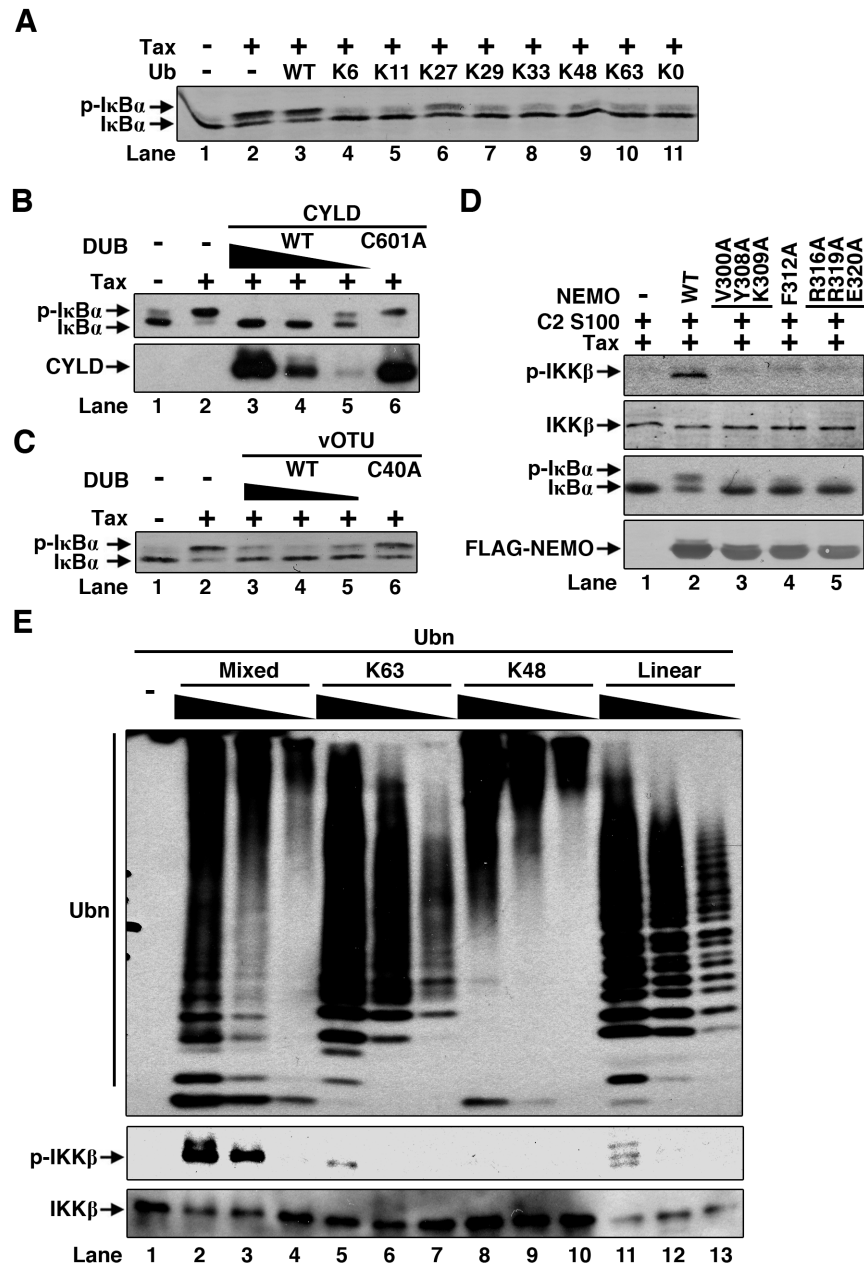 A
Tax - + + + + + + + + + +
Ub - - WT K6 K11 K27 K29 K33 K48 K63 K0
p-IκBα
IκBα
Lane 1 2 3 4 5 6 7 8 9 10 11
B
CYLD
DUB - - WT C601A
Tax - + + + + +
p-IκBα
IκBα
CYLD
Lane 1 2 3 4 5 6
C
vOTU
DUB - - WT C40A
Tax - + + + + +
p-IκBα
IκBα
Lane 1 2 3 4 5 6
D
NEMO - WT V300A Y308A K309A F312A R316A R319A E320A
C2 S100 + + + + +
Tax + + + + +
p-IKKβ
IKKβ
p-IκBα
IκBα
FLAG-NEMO
Lane 1 2 3 4 5
E
Ubn
- Mixed K63 K48 Linear
Ubn
p-IKKβ
IKKβ
Lane 1 2 3 4 5 6 7 8 9 10 11 12 13